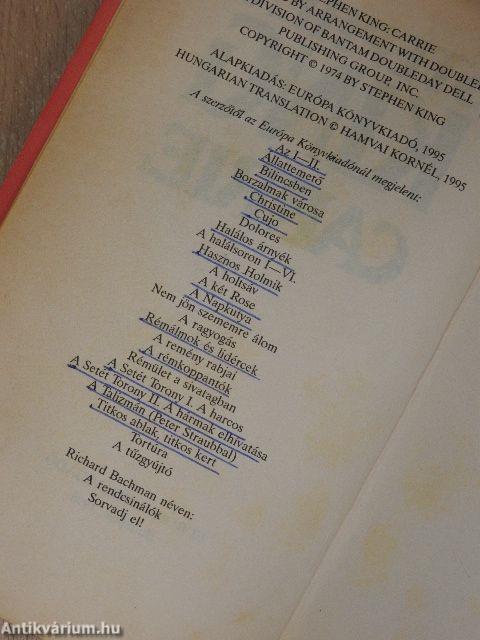 STEPHEN KING: CARRIE
BY ARRANGEMENT WITH
DIVISION OF BANTAM DOUBLEDAY DELL
PUBLISHING GROUP, INC.
COPYRIGHT © 1974 BY STEPHEN KING
ALAPKIADÁS: EURÓPA KÖNYVKIADÓ, 1995
HUNGARIAN TRANSLATION © HAMVAI KORNÉL, 1995
A szerzőtől az Európa Könyvkiadónál megjelent:
Az I—II.
Állattemető
Bilincsben
Borzalmak városa
Christine
Cujo
Dolores
Halálos árnyék
A halálsoron I—VI.
Hasznos Holmik
A holtsáv
A két Rose
A Napkutya
Nem jön szememre álom
A ragyogás
Rémálmok és lidércek
A remény rabjai
A rémkoppantók
Rémület a sivatagban
A Setét Torony I. A harcos
A Setét Torony II. A hármak elhívatása
A Talizmán (Peter Straubbal)
Titkos ablak, titkos kert
Tortúra
A tűzgyújtó
Richard Bachman néven:
A rendcsinálók
Sorvadj el!
Antikvárium.hu